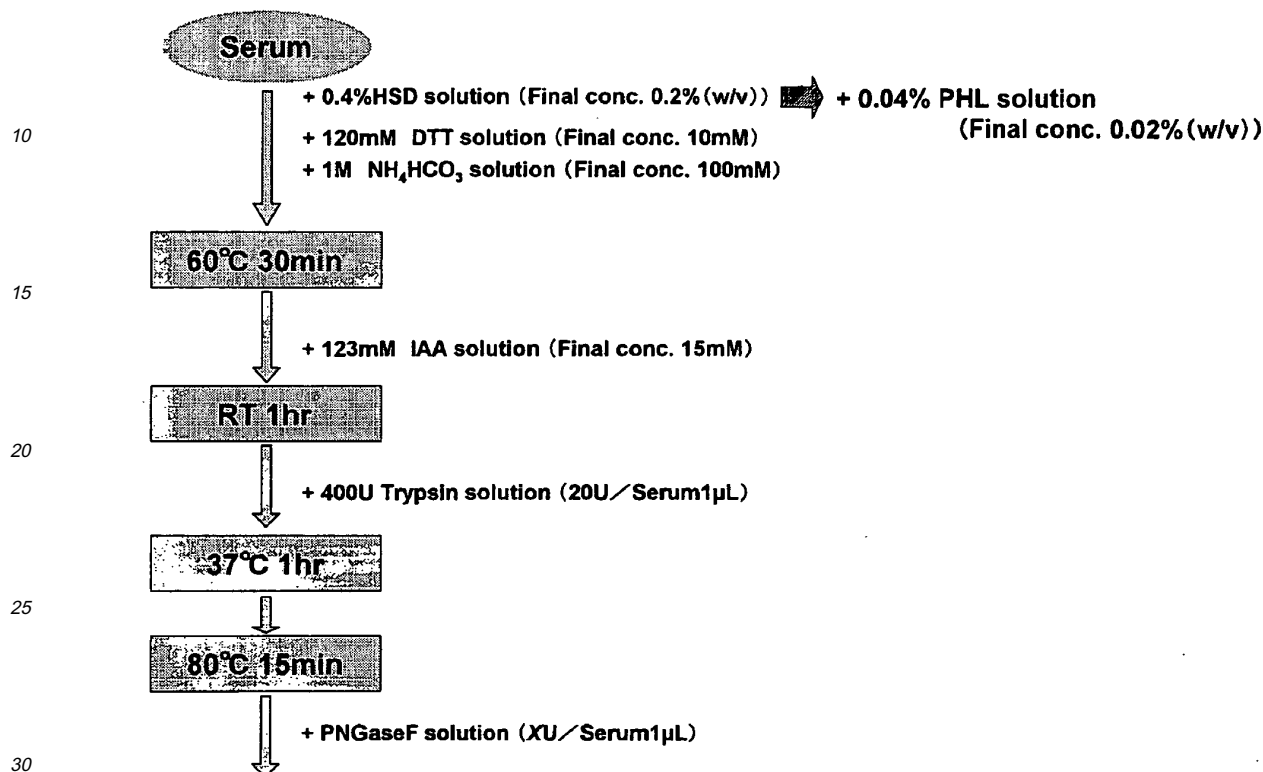 Serum
+ 0.4%HSD solution (Final conc. 0.2%(w/v))
+ 0.04% PHL solution
(Final conc. 0.02%(w/v))
10
+ 120mM DTT solution (Final conc. 10mM)
+ 1M NH₄HCO₃ solution (Final conc. 100mM)
60℃ 30min
15
+ 123mM IAA solution (Final conc. 15mM)
RT 1hr
20
+ 400U Trypsin solution (20U/Serum1μL)
37℃ 1hr
25
80℃ 15min
+ PNGaseF solution (XU/Serum1μL)
30